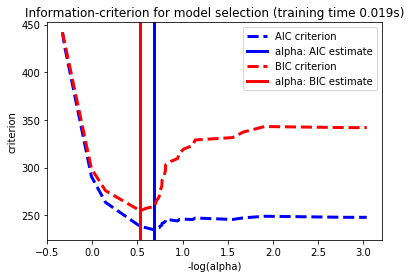 Information-criterion for model selection (training time 0.019s)
450
400
350
300
250
criterion
AIC criterion
alpha: AIC estimate
BIC criterion
alpha: BIC estimate
−0.5 0.0 0.5 1.0 1.5 2.0 2.5 3.0
-log(alpha)